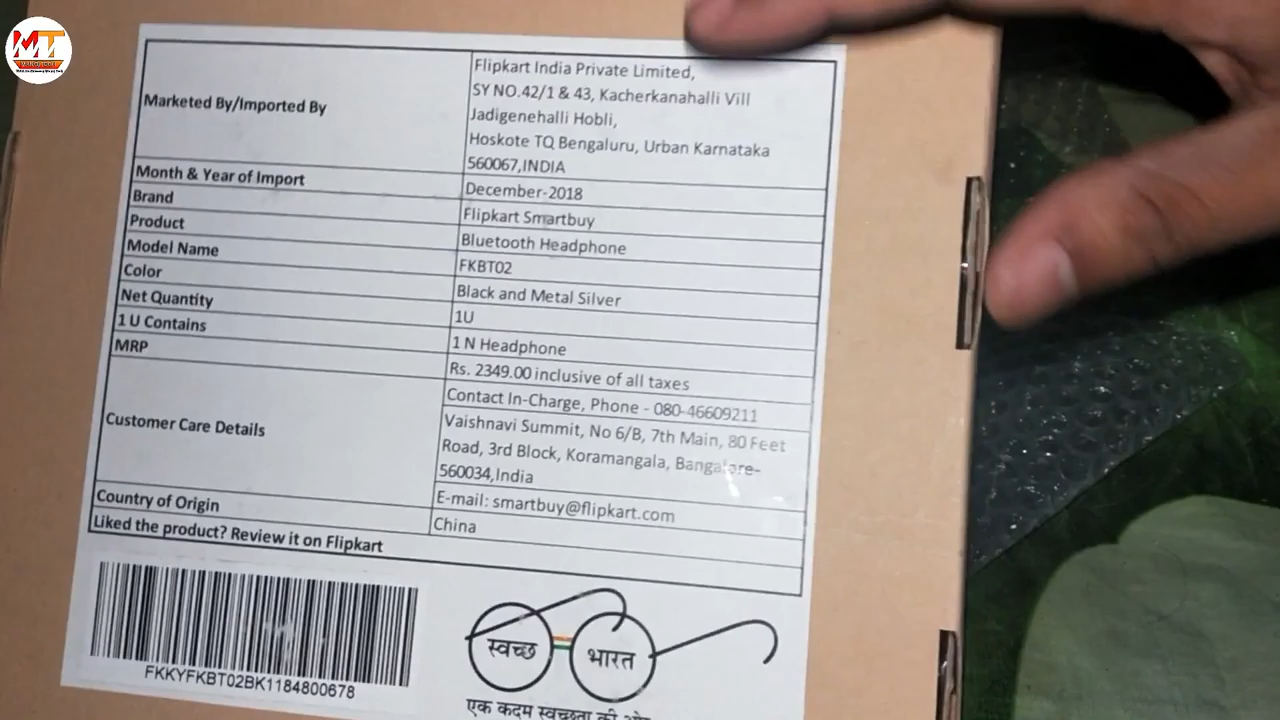 MT
Marketed By/Imported By
Flipkart India Private Limited,
SY NO.42/1 & 43, Kacherkanahalli Vill
Jadigenehalli Hobli,
Hoskote TQ Bengaluru, Urban Karnataka
560067,INDIA
Month & Year of Import
December-2018
Brand
Flipkart Smartbuy
Product
Bluetooth Headphone
Model Name
FKBT02
Color
Black and Metal Silver
Net Quantity
1U
1 U Contains
1 N Headphone
MRP
Rs. 2349.00 inclusive of all taxes
Customer Care Details
Contact In-Charge, Phone - 080-46609211
Vaishnavi Summit, No 6/B, 7th Main, 80 Feet
Road, 3rd Block, Koramangala, Bangalore-
560034,India
E-mail: smartbuy@flipkart.com
Country of Origin
China
Liked the product? Review it on Flipkart
FKKYFKBT02BK1184800678
स्वच्छ
भारत
एक कदम स्वच्छता की ओर